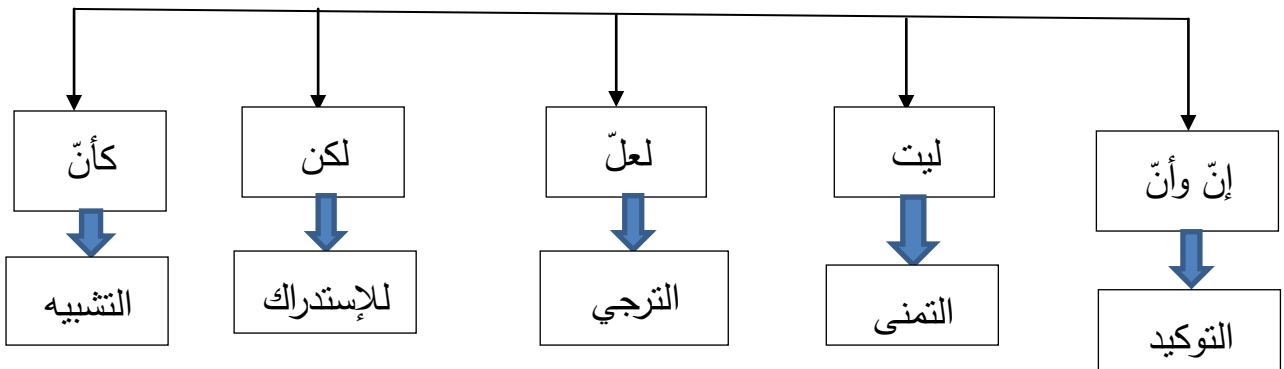 إنّ وأنّ
ليت
لعلّ
لكن
كأنّ
التوكيد
التمنى
الترجي
للإستدراك
التشبيه